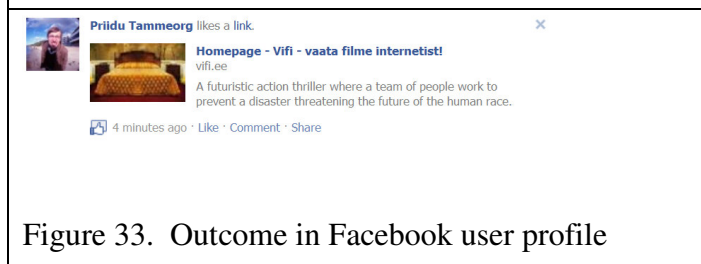 Priidu Tammeorg likes a link.
Homepage - Vifi - vaata filme internetist!
vifi.ee
A futuristic action thriller where a team of people work to
prevent a disaster threatening the future of the human race.
4 minutes ago · Like · Comment · Share
Figure 33. Outcome in Facebook user profile